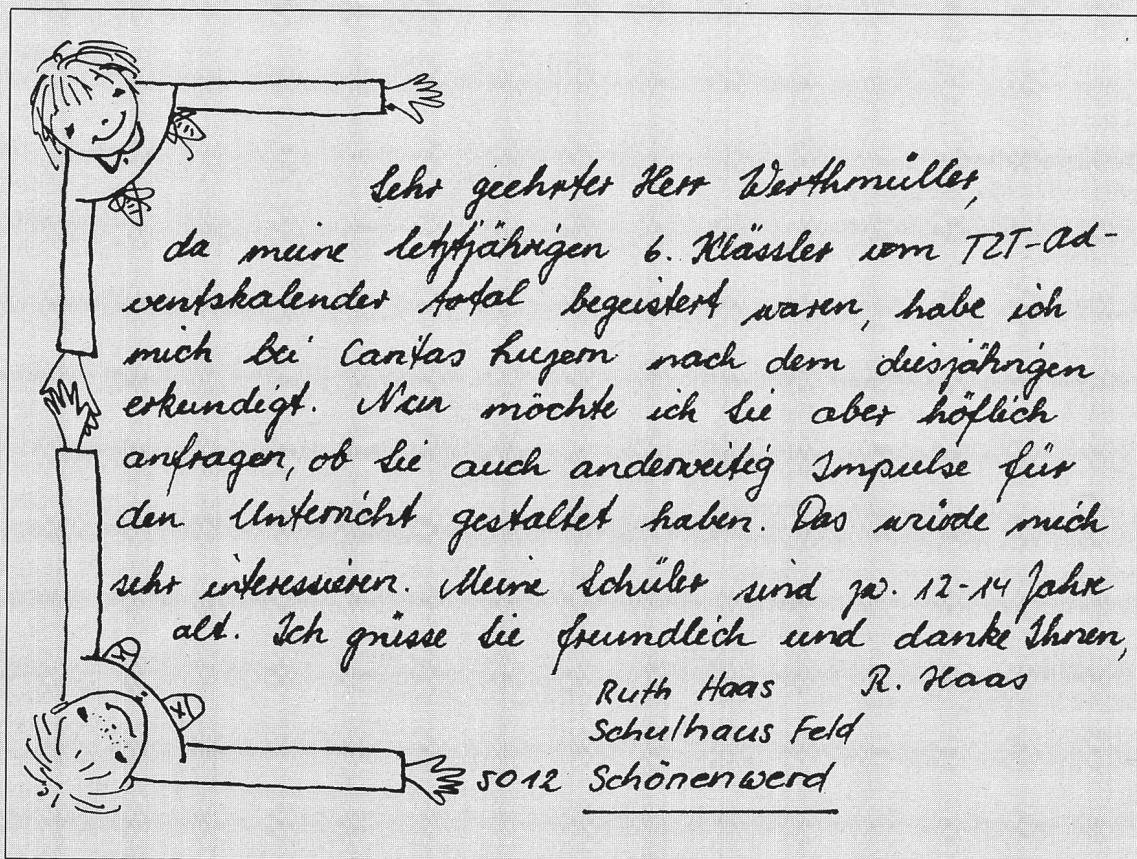 Sehr geehrter Herr Werthmüller,
da meine letztjährigen 6. Klässler vom TZT-Ad-
ventskalender total begeistert waren, habe ich
mich bei Caritas Luzern nach dem diesjährigen
erkundigt. Nun möchte ich Sie aber höflich
anfragen, ob Sie auch anderweitig Impulse für
den Unterricht gestaltet haben. Das würde mich
sehr interessieren. Meine Schüler sind zw. 12-14 Jahre
alt. Ich grüsse Sie freundlich und danke Ihnen,
Ruth Haas R. Haas
Schulhaus Feld
5012 Schönenwerd